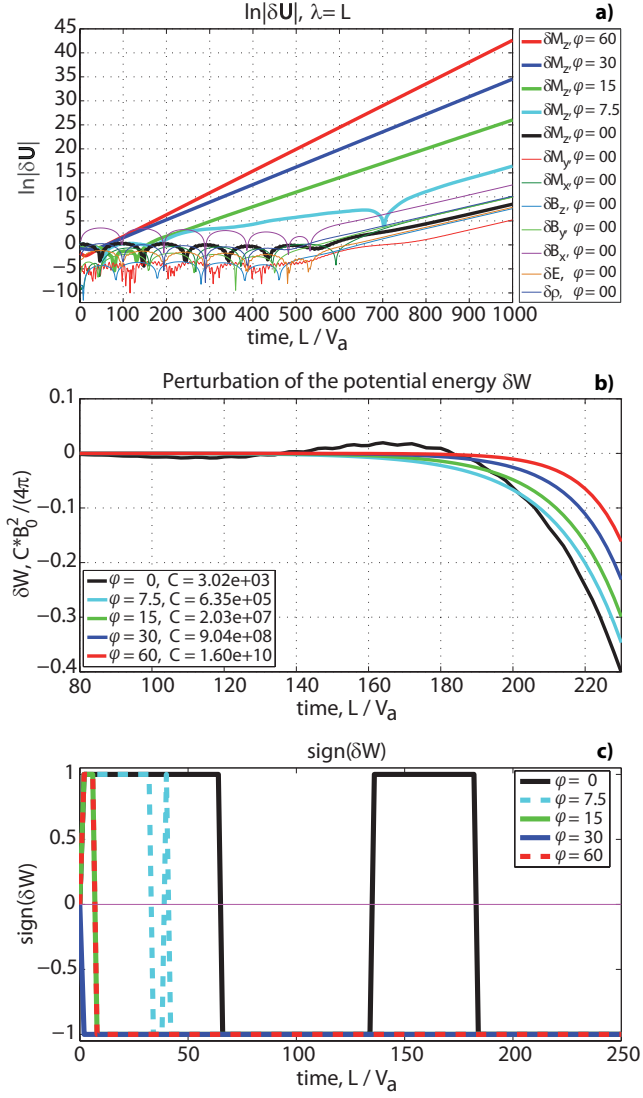 ln|δU|, λ= L
a)
45
40
35
30
25
20
15
10
5
0
−5
−10
ln|δU|
0 100 200 300 400 500 600 700 800 900 1000
time, L / Va
δMz, φ = 60
δMz, φ = 30
δMz, φ = 15
δMz, φ = 7.5
δMz, φ = 00
δMy, φ = 00
δMx, φ = 00
δBz, φ = 00
δBy, φ = 00
δBx, φ = 00
δE, φ = 00
δρ, φ = 00
b)
Perturbation of the potential energy δW
0.1
0
−0.1
−0.2
−0.3
−0.4
δW, C*B₀²/(4π)
φ = 0, C = 3.02e+03
φ = 7.5, C = 6.35e+05
φ = 15, C = 2.03e+07
φ = 30, C = 9.04e+08
φ = 60, C = 1.60e+10
80 100 120 140 160 180 200 220
time, L / Va
c)
sign(δW)
1
0.5
0
−0.5
−1
sign(δW)
φ = 0
φ = 7.5
φ = 15
φ = 30
φ = 60
0 50 100 150 200 250
time, L / Va